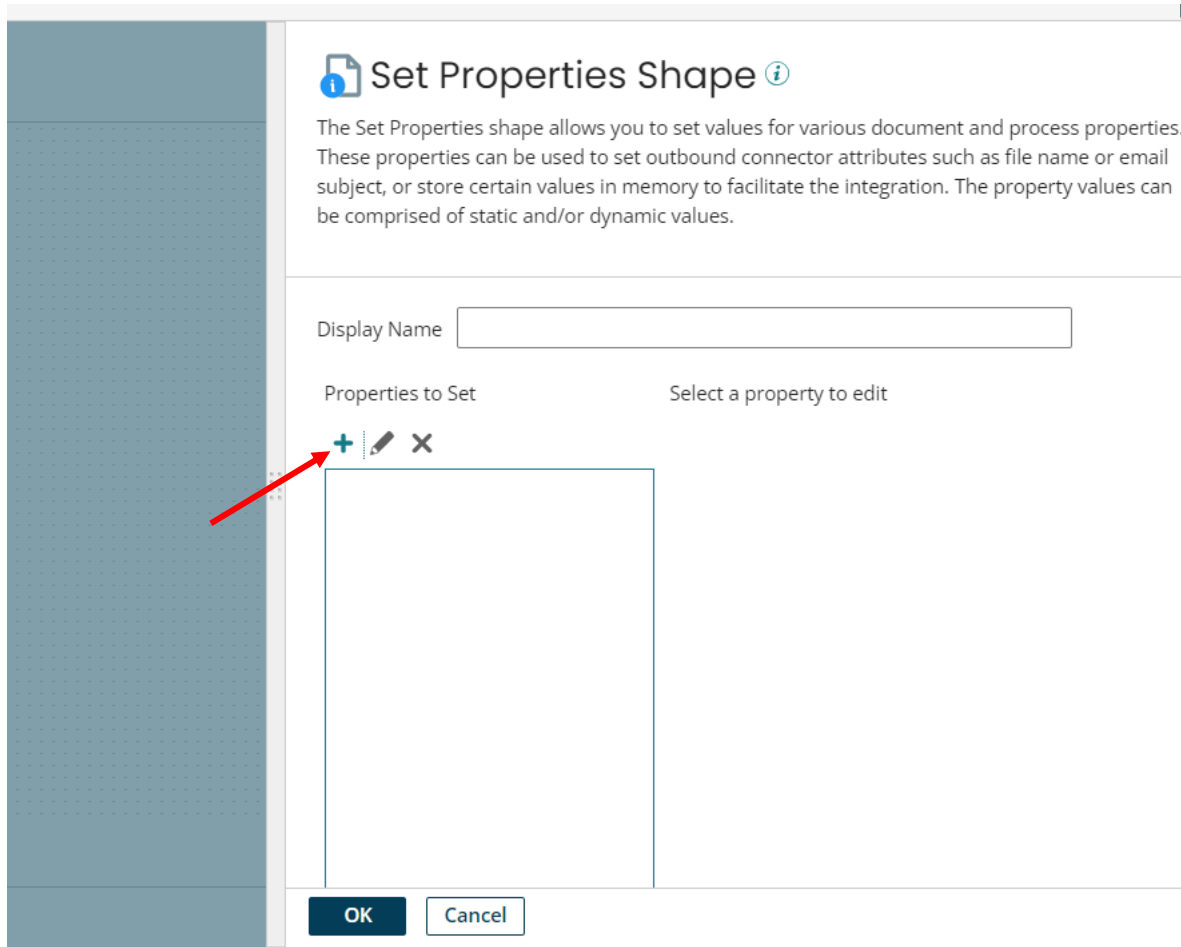 Set Properties Shape
The Set Properties shape allows you to set values for various document and process properties.
These properties can be used to set outbound connector attributes such as file name or email
subject, or store certain values in memory to facilitate the integration. The property values can
be comprised of static and/or dynamic values.
Display Name
Properties to Set
Select a property to edit
OK
Cancel